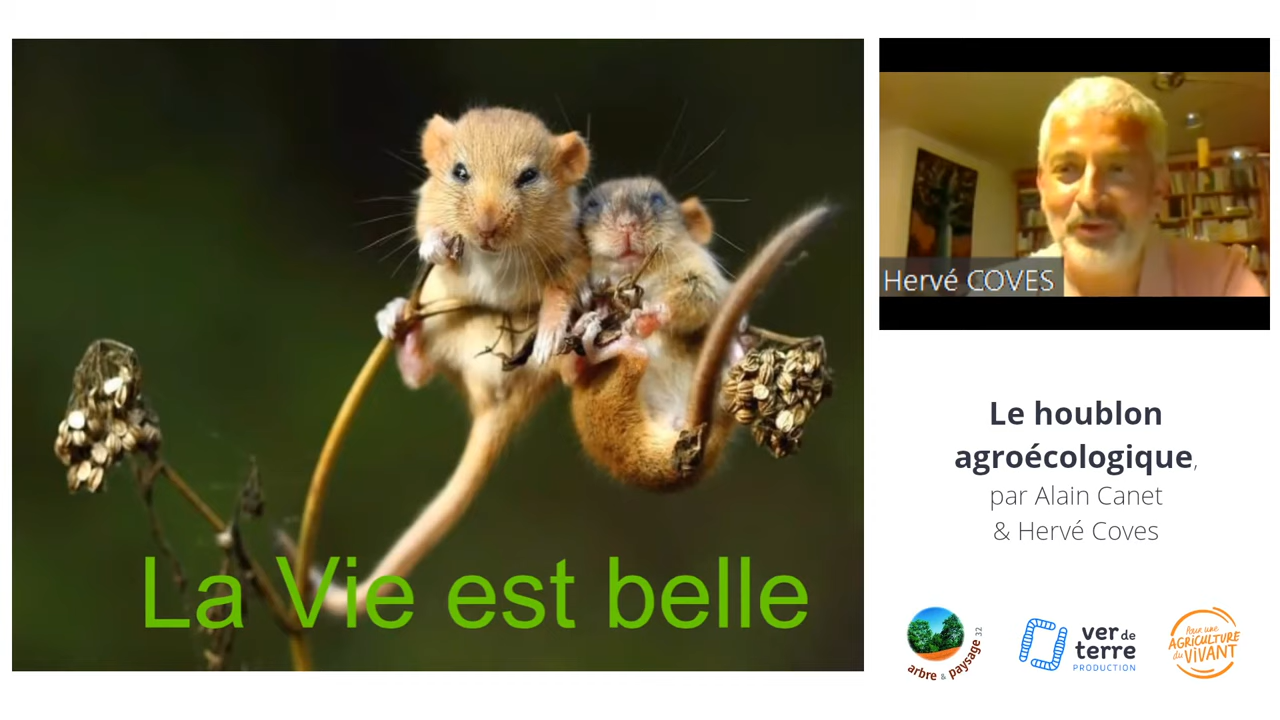 La Vie est belle
Hervé COVES
Le houblon
agroécologique,
par Alain Canet
& Hervé Coves
arbre & paysage 32
ver de
terre
PRODUCTION
Pour une
AGRiCULTURE
du ViVANT